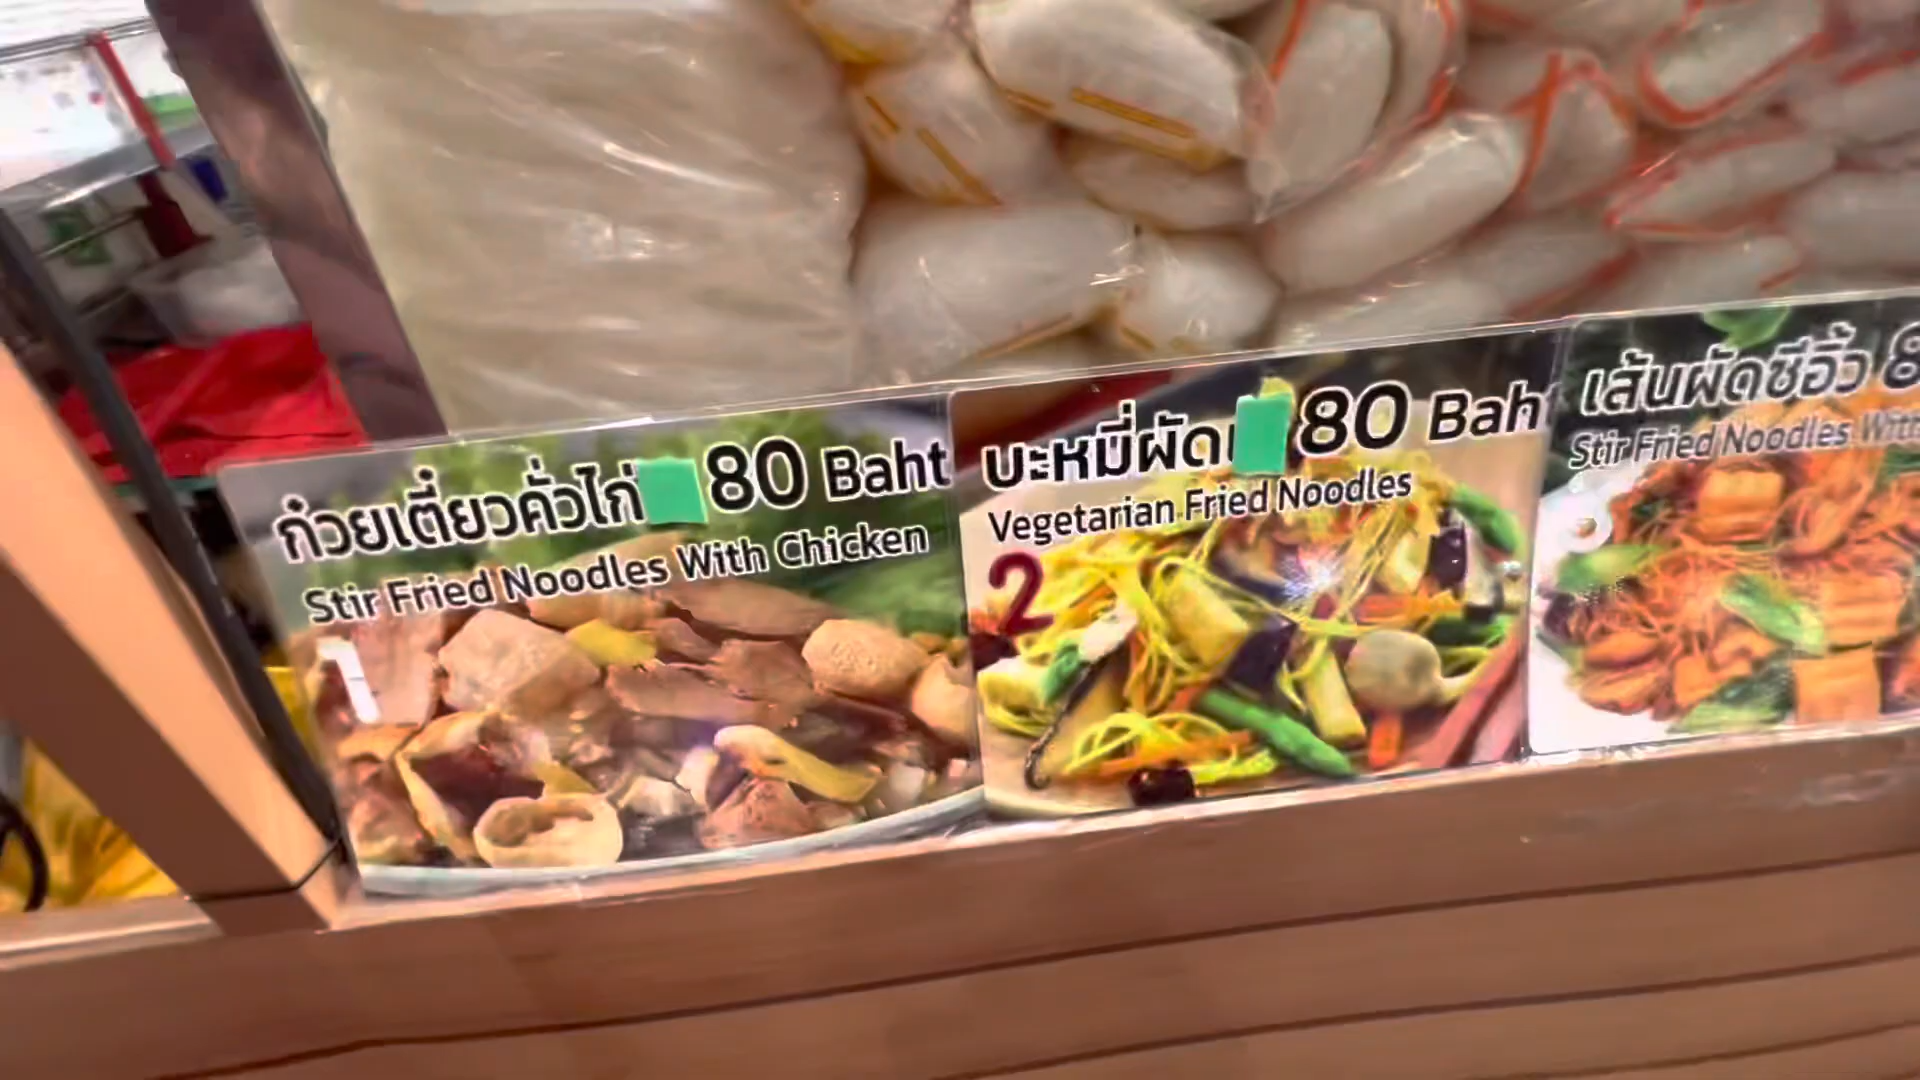 ก๋วยเตี๋ยวคั่วไก่ 80 Baht
Stir Fried Noodles With Chicken
1
บะหมี่ผัด 80 Baht
Vegetarian Fried Noodles
2
เส้นผัดซีอิ้ว 8
Stir Fried Noodles With